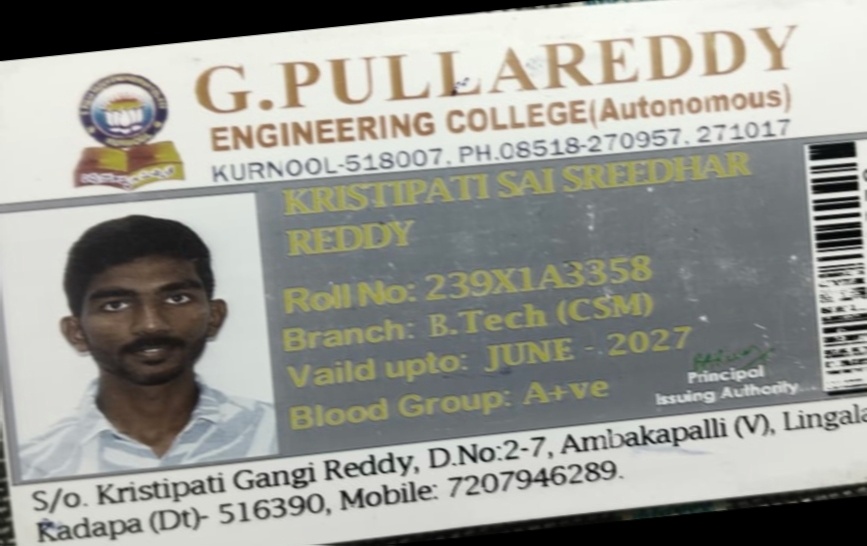 G.PULLAREDDY
ENGINEERING COLLEGE(Autonomous)
KURNOOL-518007, PH.08518-270957, 271017
KRISTIPATI SAI SREEDHAR
REDDY
Roll No: 239X1A3358
Branch: B.Tech (CSM)
Vaild upto: JUNE - 2027
Blood Group: A+ve
Principal
Issuing Authority
S/o. Kristipati Gangi Reddy, D.No:2-7, Ambakapalli (V), Lingala
Kadapa (Dt)- 516390, Mobile: 7207946289.